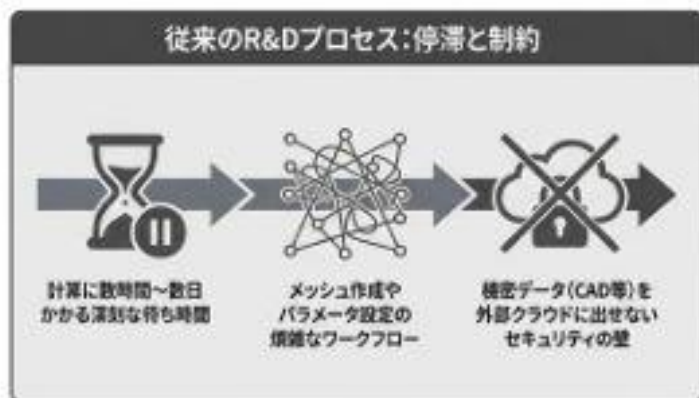 従来のR&Dプロセス：停滞と制約
計算に数時間～数日
かかる深刻な待ち時間
メッシュ作成や
パラメータ設定の
煩雑なワークフロー
機密データ（CAD等）を
外部クラウドに出せない
セキュリティの壁